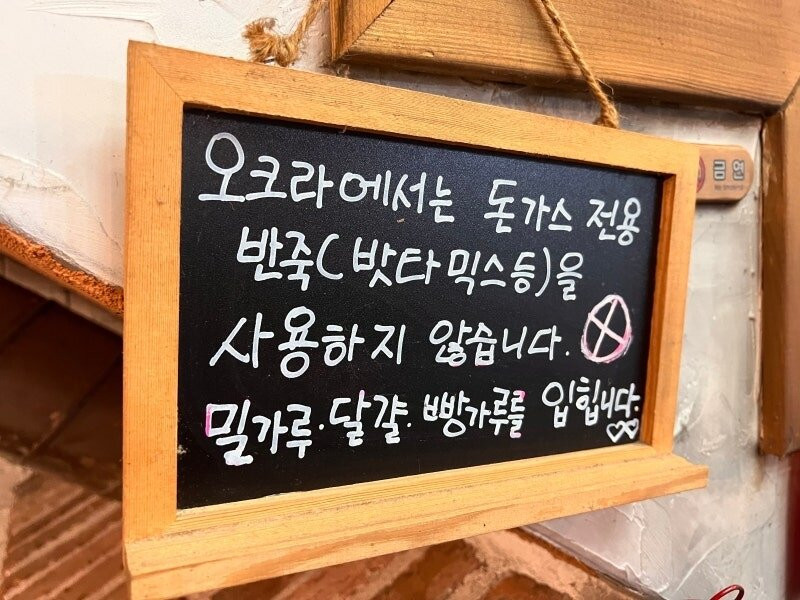 오크라에서는 돈가스 전용
반죽(밧타믹스등)을
사용하지 않습니다.
밀가루.달걀.빵가루를 입힙니다.
금연